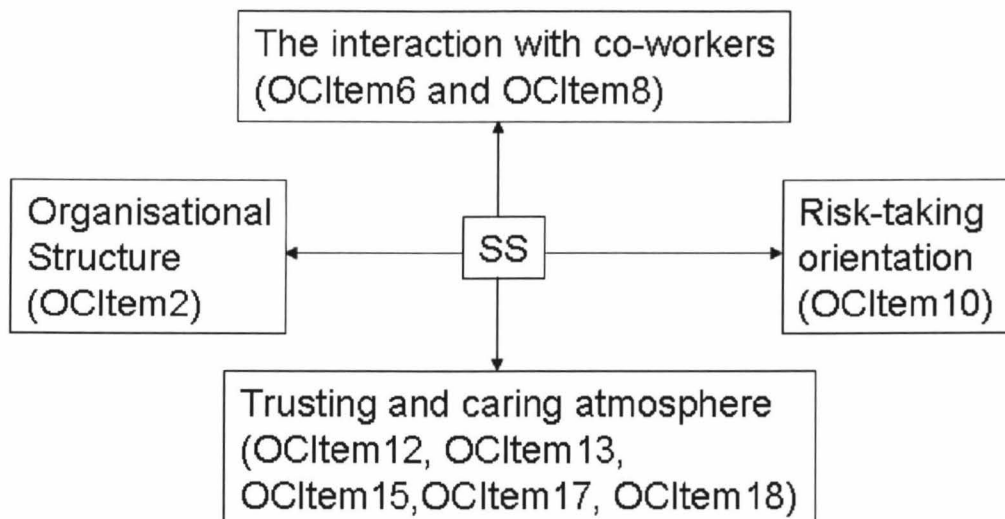 The interaction with co-workers
(OCItem6 and OCItem8)
Organisational
Structure
(OCItem2)
SS
Risk-taking
orientation
(OCItem10)
Trusting and caring atmosphere
(OCItem12, OCItem13,
OCItem15,OCItem17, OCItem18)